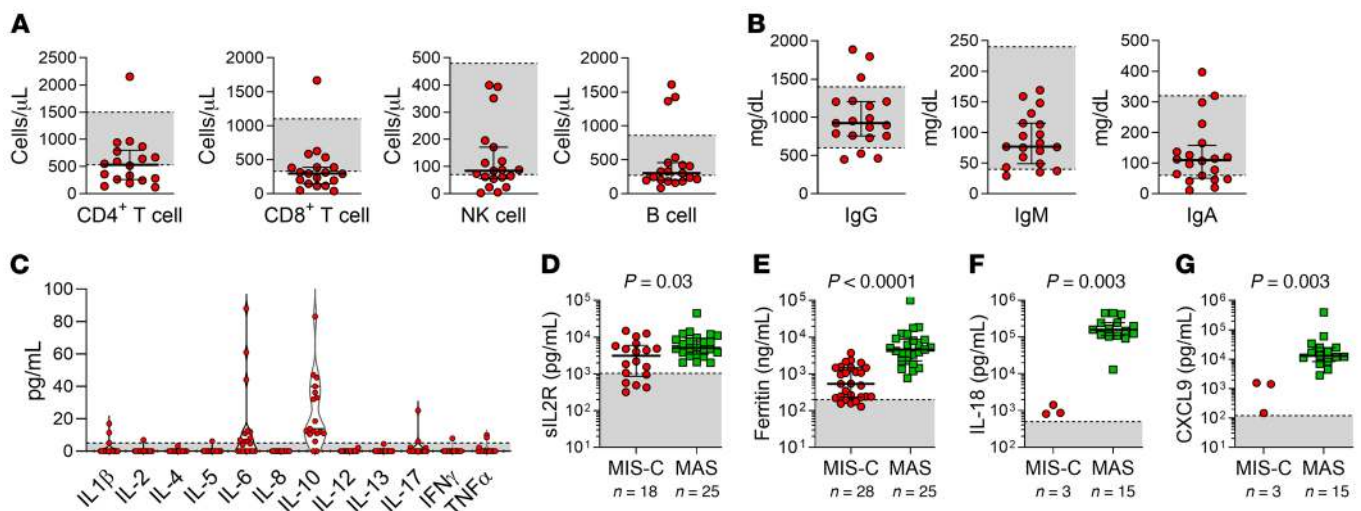 A
B
Cells/μL
2500
2000
1500
1000
500
0
CD4+ T cell
Cells/μL
2500
2000
1500
1000
500
0
CD8+ T cell
Cells/μL
500
400
300
200
100
0
NK cell
Cells/μL
2000
1500
1000
500
0
B cell
mg/dL
2000
1500
1000
500
0
IgG
mg/dL
250
200
150
100
50
0
IgM
mg/dL
500
400
300
200
100
0
IgA
C
pg/mL
100
80
60
40
20
0
IL1β
IL-2
IL-4
IL-5
IL-6
IL-8
IL-10
IL-12
IL-13
IL-17
IFNγ
TNFα
D
P = 0.03
sIL2R (pg/mL)
10^5
10^4
10^3
10^2
10^1
MIS-C MAS
n = 18 n = 25
E
P < 0.0001
Ferritin (ng/mL)
10^5
10^4
10^3
10^2
10^1
MIS-C MAS
n = 28 n = 25
F
P = 0.003
IL-18 (pg/mL)
10^6
10^5
10^4
10^3
10^2
MIS-C MAS
n = 3 n = 15
G
P = 0.003
CXCL9 (pg/mL)
10^6
10^5
10^4
10^3
10^2
10^1
MIS-C MAS
n = 3 n = 15